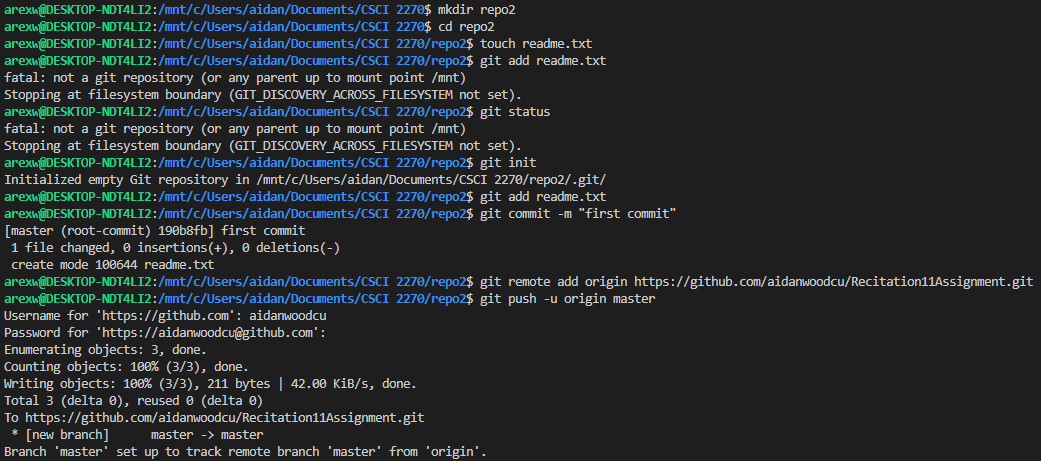 arexw@DESKTOP-NDT4LI2:/mnt/c/Users/aidan/Documents/CSCI 2270$ mkdir repo2
arexw@DESKTOP-NDT4LI2:/mnt/c/Users/aidan/Documents/CSCI 2270$ cd repo2
arexw@DESKTOP-NDT4LI2:/mnt/c/Users/aidan/Documents/CSCI 2270/repo2$ touch readme.txt
arexw@DESKTOP-NDT4LI2:/mnt/c/Users/aidan/Documents/CSCI 2270/repo2$ git add readme.txt
fatal: not a git repository (or any parent up to mount point /mnt)
Stopping at filesystem boundary (GIT_DISCOVERY_ACROSS_FILESYSTEM not set).
arexw@DESKTOP-NDT4LI2:/mnt/c/Users/aidan/Documents/CSCI 2270/repo2$ git status
fatal: not a git repository (or any parent up to mount point /mnt)
Stopping at filesystem boundary (GIT_DISCOVERY_ACROSS_FILESYSTEM not set).
arexw@DESKTOP-NDT4LI2:/mnt/c/Users/aidan/Documents/CSCI 2270/repo2$ git init
Initialized empty Git repository in /mnt/c/Users/aidan/Documents/CSCI 2270/repo2/.git/
arexw@DESKTOP-NDT4LI2:/mnt/c/Users/aidan/Documents/CSCI 2270/repo2$ git add readme.txt
arexw@DESKTOP-NDT4LI2:/mnt/c/Users/aidan/Documents/CSCI 2270/repo2$ git commit -m "first commit"
[master (root-commit) 190b8fb] first commit
 1 file changed, 0 insertions(+), 0 deletions(-)
 create mode 100644 readme.txt
arexw@DESKTOP-NDT4LI2:/mnt/c/Users/aidan/Documents/CSCI 2270/repo2$ git remote add origin https://github.com/aidanwoodcu/Recitation11Assignment.git
arexw@DESKTOP-NDT4LI2:/mnt/c/Users/aidan/Documents/CSCI 2270/repo2$ git push -u origin master
Username for 'https://github.com': aidanwoodcu
Password for 'https://aidanwoodcu@github.com':
Enumerating objects: 3, done.
Counting objects: 100% (3/3), done.
Writing objects: 100% (3/3), 211 bytes | 42.00 KiB/s, done.
Total 3 (delta 0), reused 0 (delta 0)
To https://github.com/aidanwoodcu/Recitation11Assignment.git
 * [new branch]      master -> master
Branch 'master' set up to track remote branch 'master' from 'origin'.